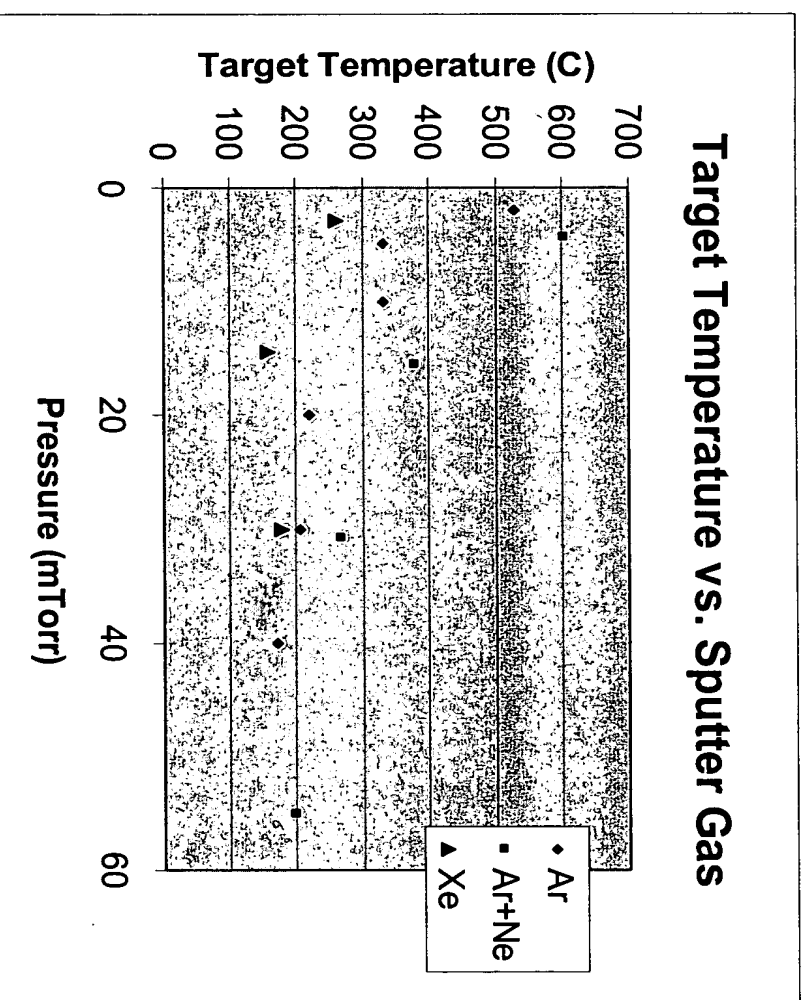 Target Temperature vs. Sputter Gas
Target Temperature (C)
700
600
500
400
300
200
100
0
0
20
40
60
Pressure (mTorr)
Ar
Ar+Ne
Xe